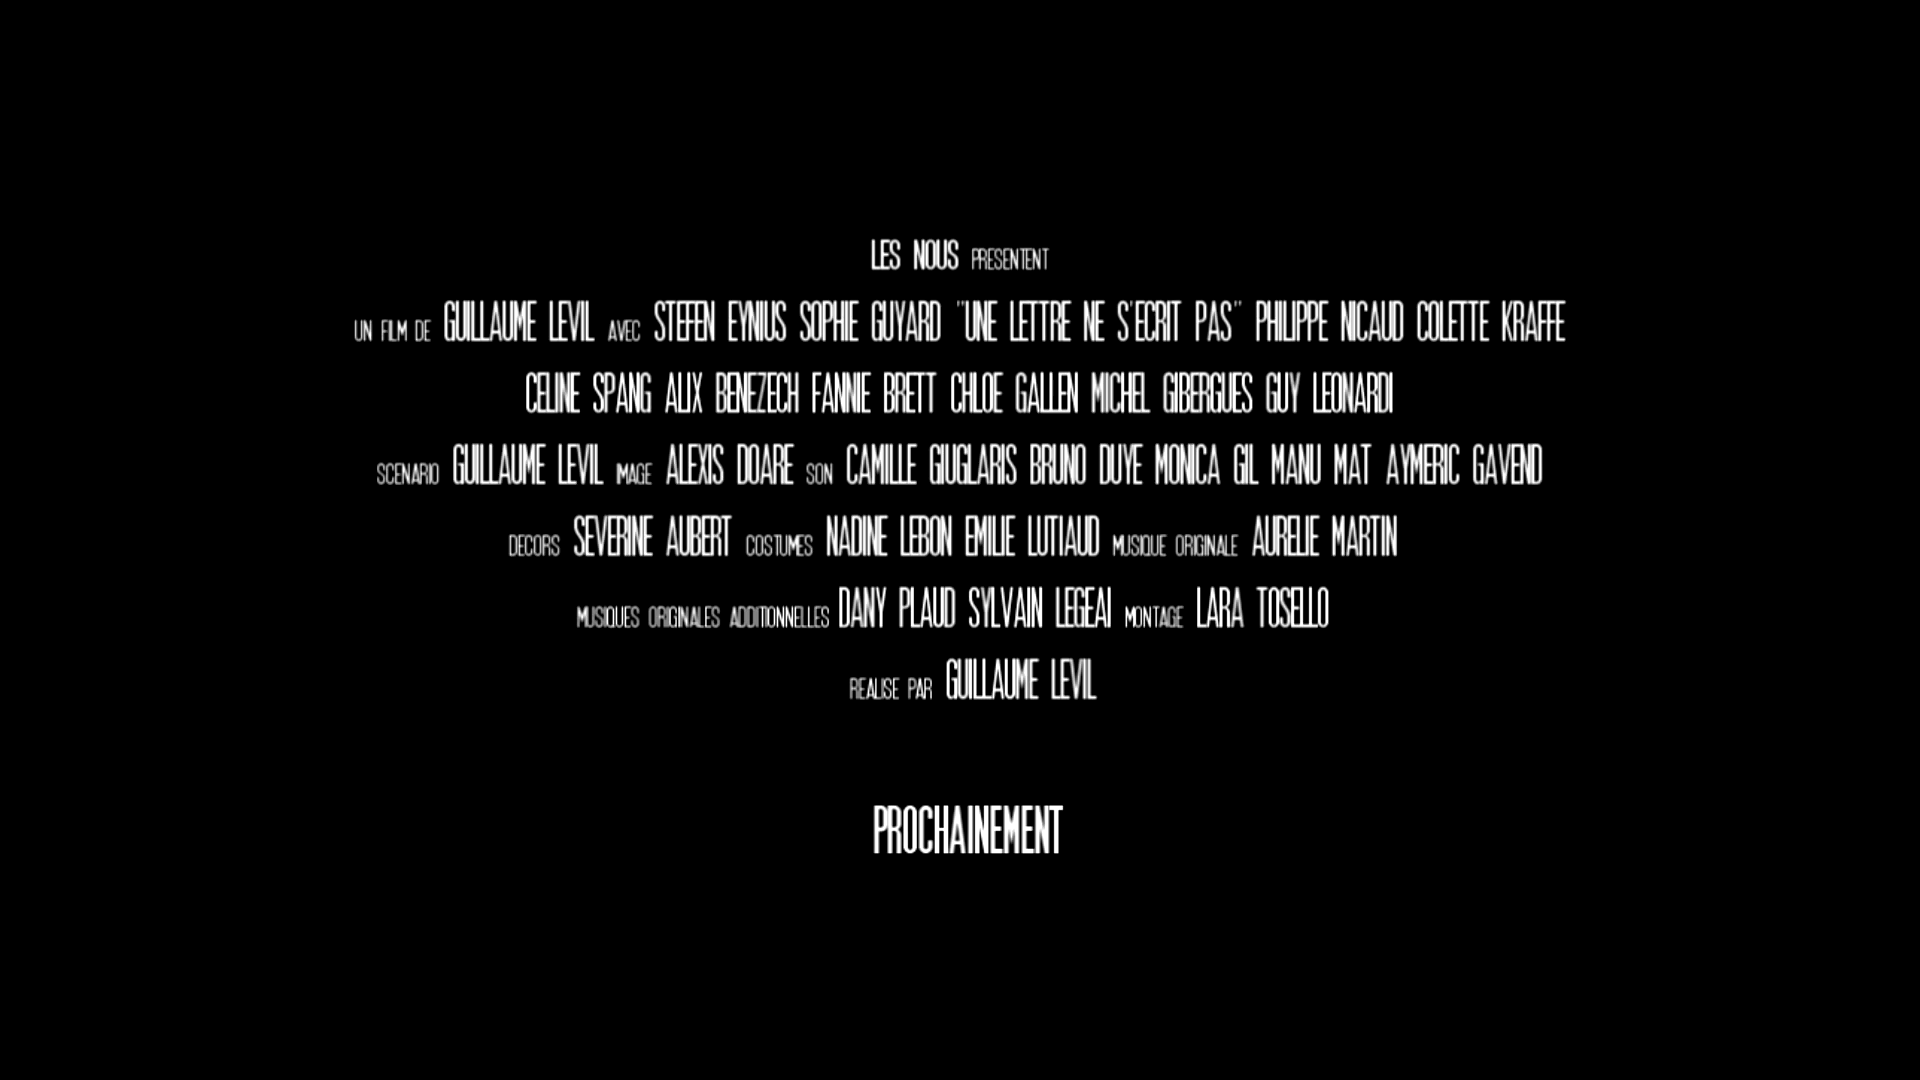 LES NOUS PRESENTENT
UN FILM DE GUILLAUME LEVIL AVEC STEFEN EYNIUS SOPHIE GUYARD "UNE LETTRE NE S'ECRIT PAS" PHILIPPE NICAUD COLETTE KRAFFE
CELINE SPANG ALIX BENEZECH FANNIE BRETT CHLOE GALLEN MICHEL GIBERGUES GUY LEONARDI
SCENARIO GUILLAUME LEVIL IMAGE ALEXIS DOARE SON CAMILLE GIUGLARIS BRUNO DUYE MONICA GIL MANU MAT AYMERIC GAVEND
DECORS SEVERINE AUBERT COSTUMES NADINE LEBON EMILIE LUTIAUD MUSIQUE ORIGINALE AURELIE MARTIN
MUSIQUES ORIGINALES ADDITIONNELLES DANY PLAUD SYLVAIN LEGEAI MONTAGE LARA TOSELLO
REALISE PAR GUILLAUME LEVIL
PROCHAINEMENT